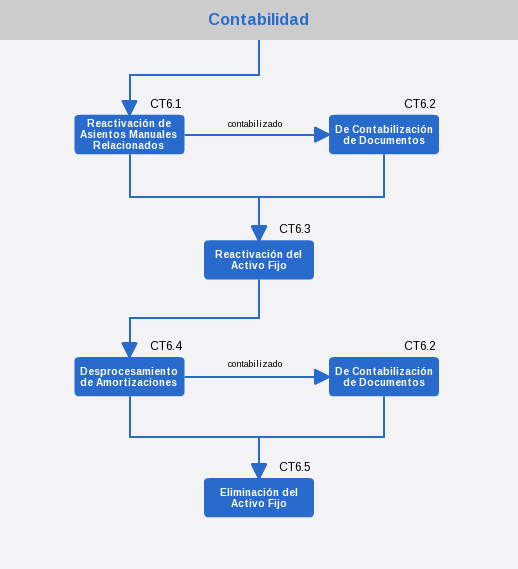 Contabilidad
CT6.1
Reactivación de
Asientos Manuales
Relacionados
contabilizado
CT6.2
De Contabilización
de Documentos
CT6.3
Reactivación del
Activo Fijo
CT6.4
Desprocesamiento
de Amortizaciones
contabilizado
CT6.2
De Contabilización
de Documentos
CT6.5
Eliminación del
Activo Fijo